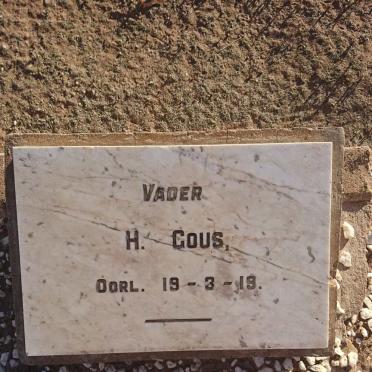 VADER
H. GOUS,
OORL. 19-3-19.